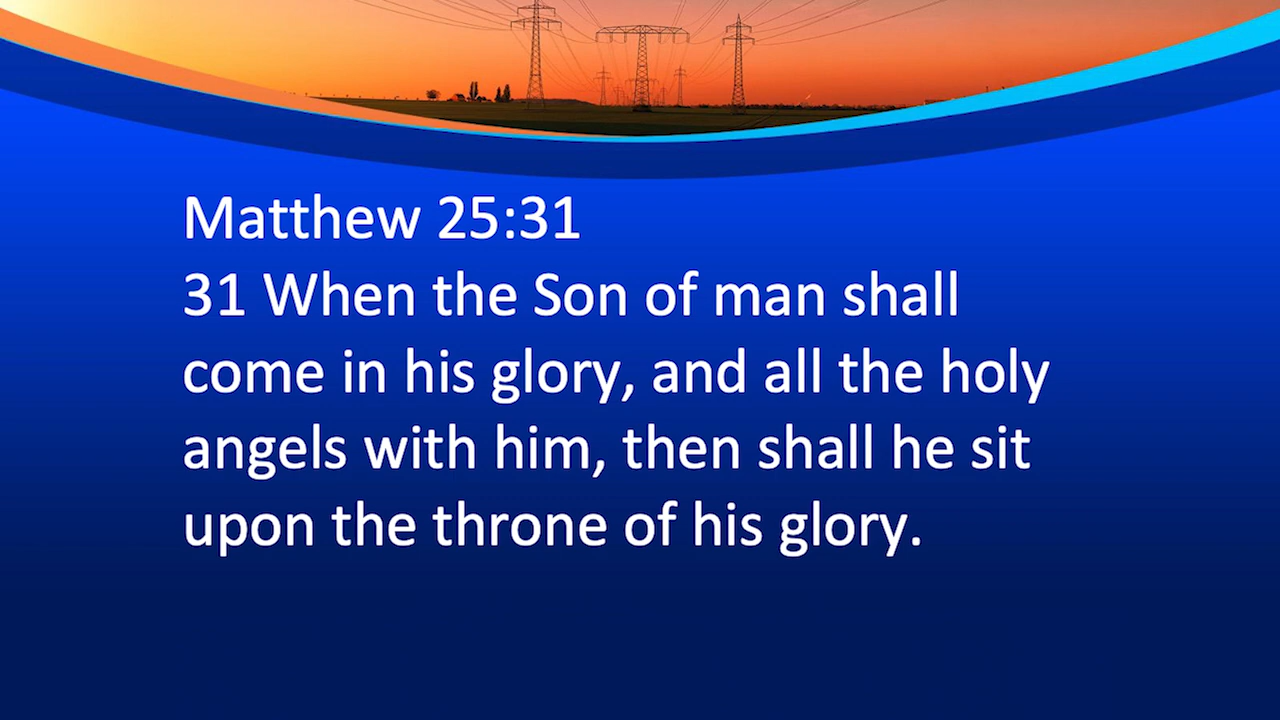 Matthew 25:31
31 When the Son of man shall
come in his glory, and all the holy
angels with him, then shall he sit
upon the throne of his glory.